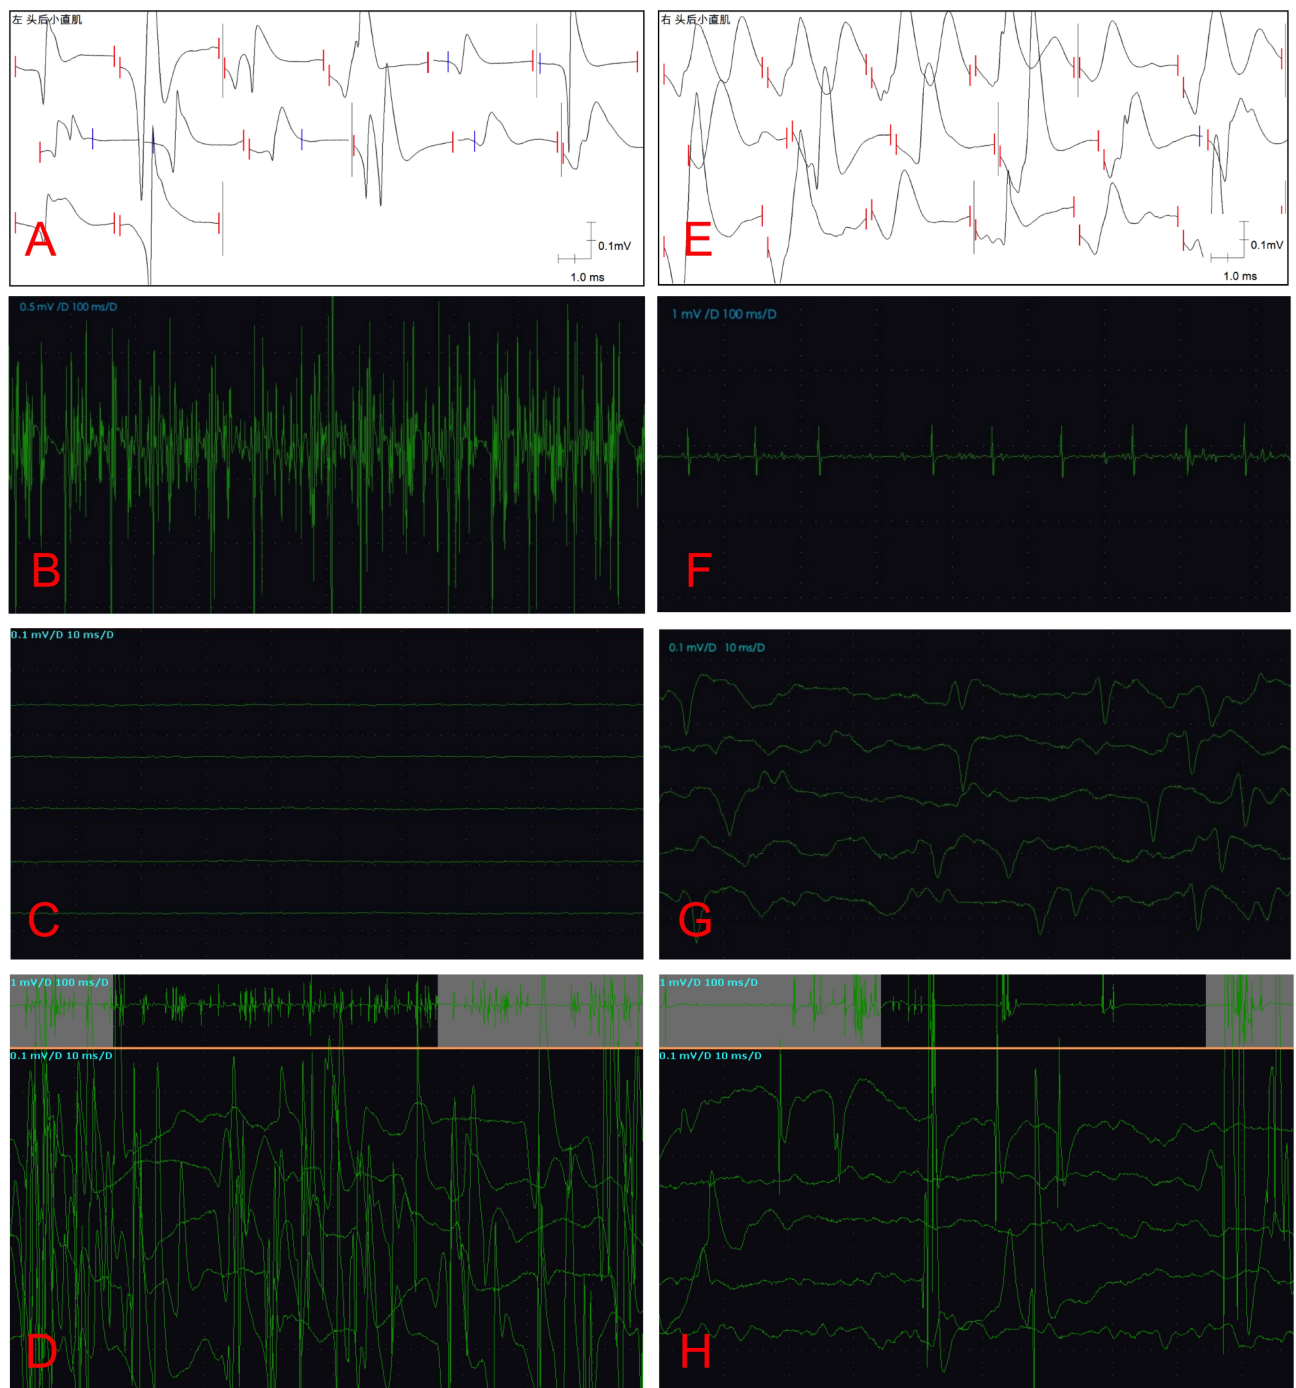 左 头后小直肌
0.1mV
1.0 ms
A
右 头后小直肌
0.1mV
1.0 ms
E
0.5 mV /D 100 ms/D
B
1 mV /D 100 ms/D
F
0.1 mV/D 10 ms/D
C
0.1 mV/D 10 ms/D
G
1 mV/D 100 ms/D
0.1 mV/D 10 ms/D
D
1 mV/D 100 ms/D
0.1 mV/D 10 ms/D
H